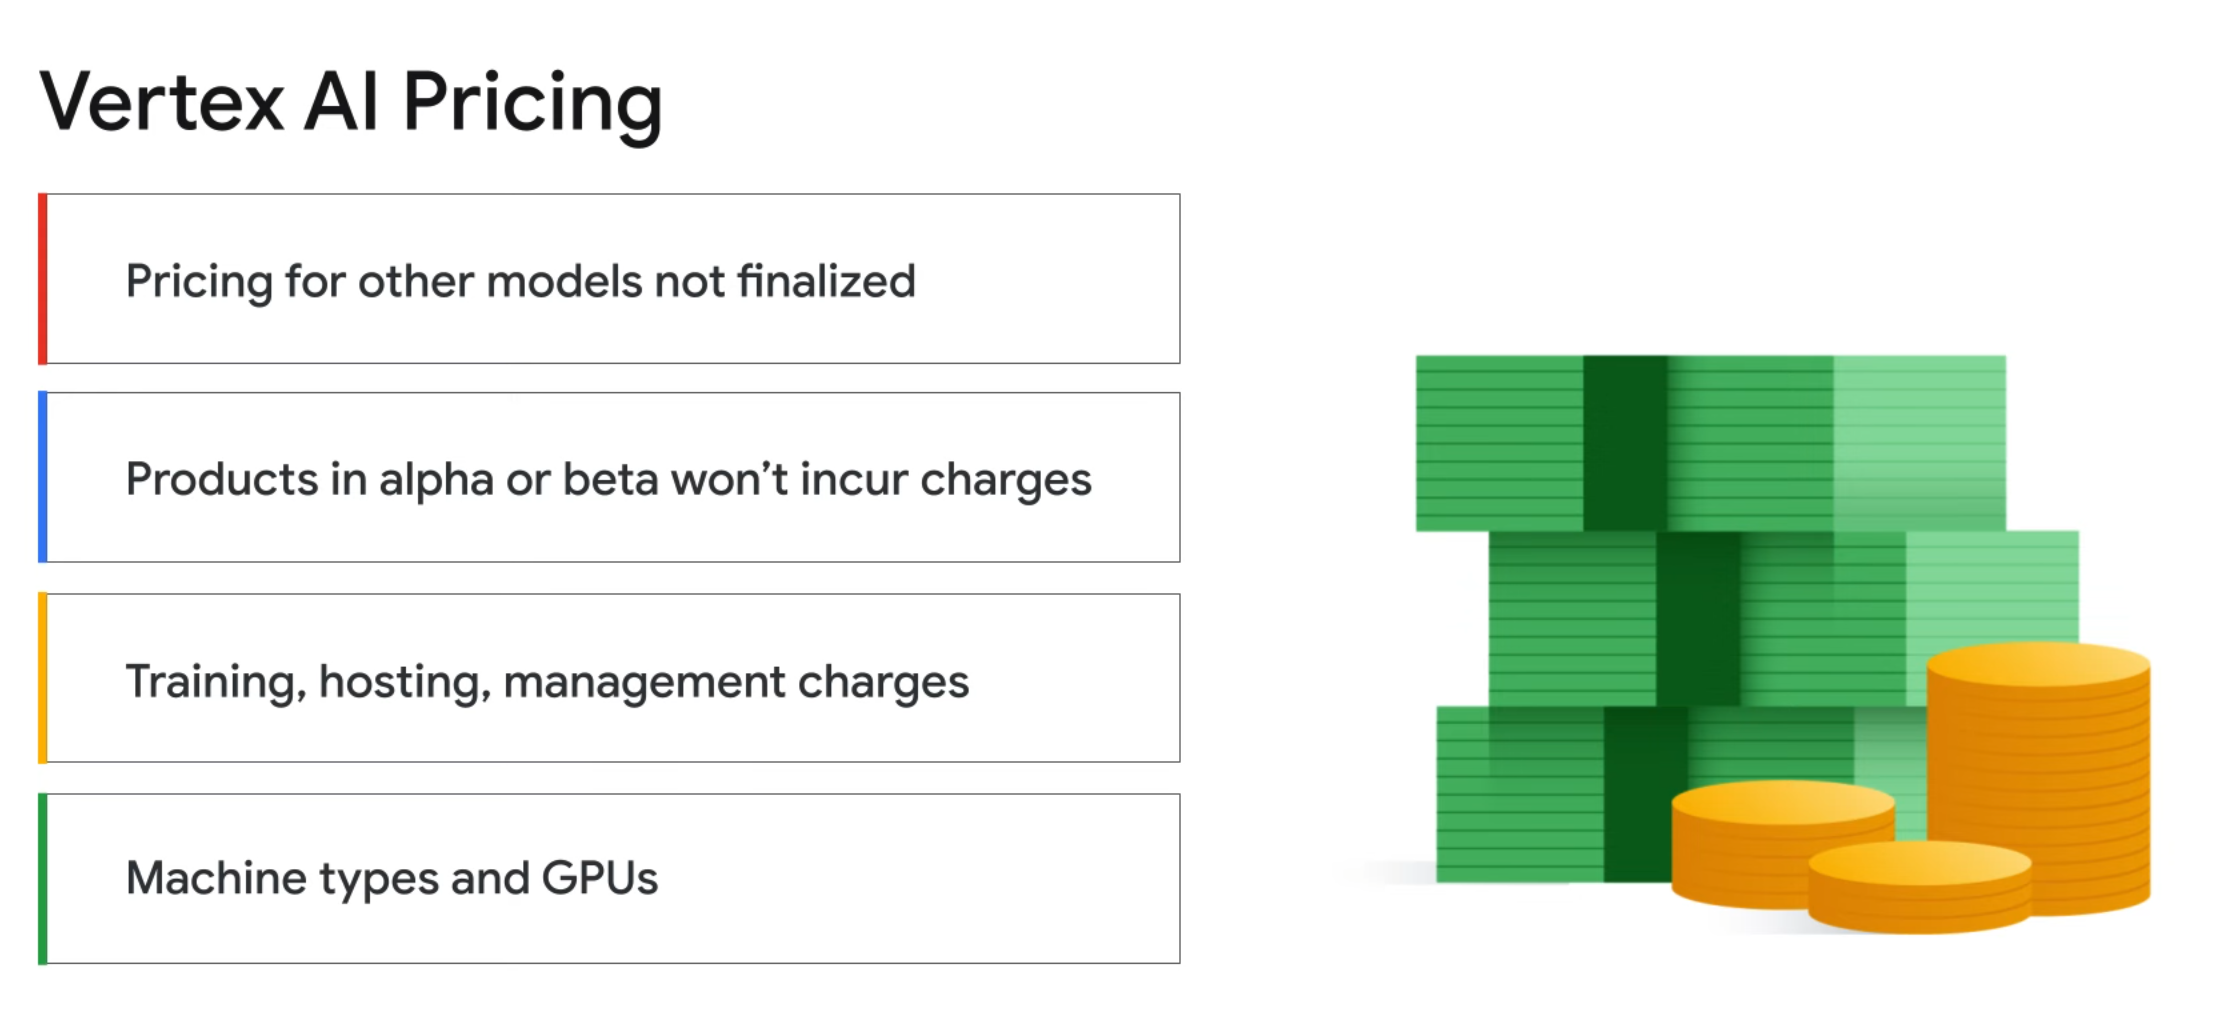 Vertex AI Pricing
Pricing for other models not finalized
Products in alpha or beta won’t incur charges
Training, hosting, management charges
Machine types and GPUs